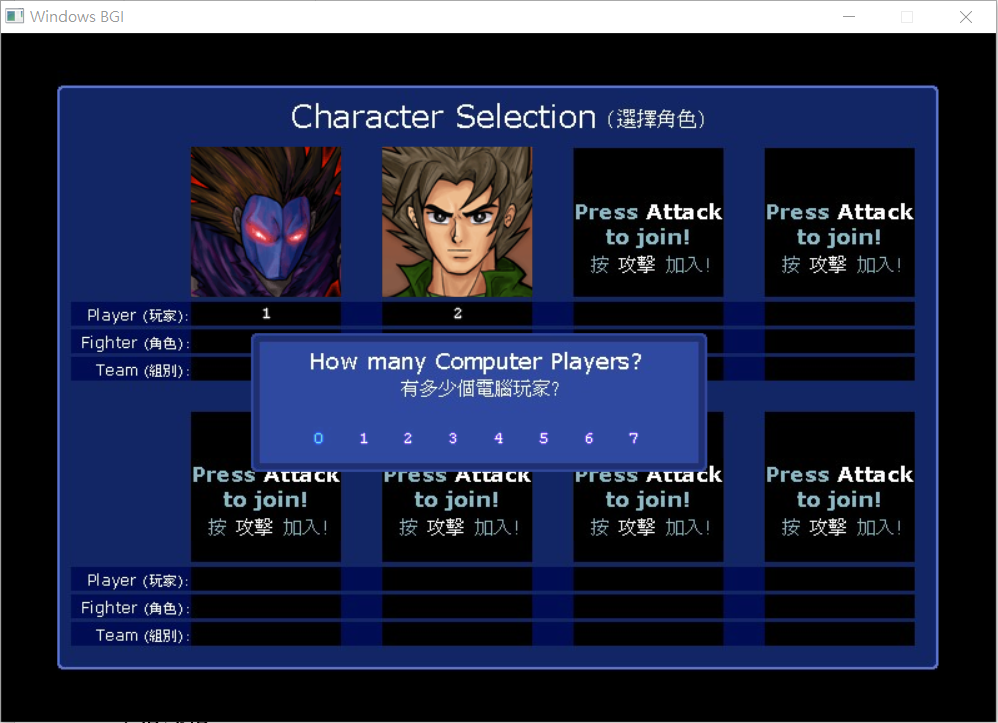 Windows BGI
Character Selection (選擇角色)
Press Attack
to join!
按 攻擊 加入!
Press Attack
to join!
按 攻擊 加入!
Player (玩家): 1 2
Fighter (角色):
Team (組別):
How many Computer Players?
有多少個電腦玩家?
0 1 2 3 4 5 6 7
Press Attack
to join!
按 攻擊 加入!
Press Attack
to join!
按 攻擊 加入!
Press Attack
to join!
按 攻擊 加入!
Press Attack
to join!
按 攻擊 加入!
Player (玩家):
Fighter (角色):
Team (組別):